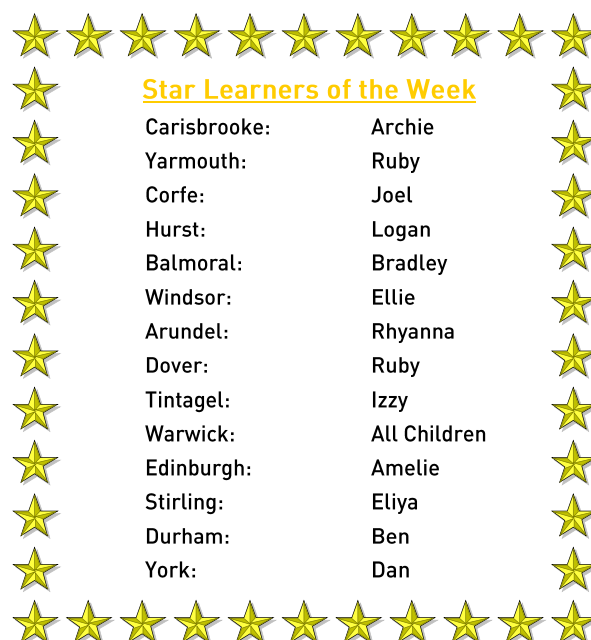 Star Learners of the Week
Carisbrooke: Archie
Yarmouth: Ruby
Corfe: Joel
Hurst: Logan
Balmoral: Bradley
Windsor: Ellie
Arundel: Rhyanna
Dover: Ruby
Tintagel: Izzy
Warwick: All Children
Edinburgh: Amelie
Stirling: Eliya
Durham: Ben
York: Dan